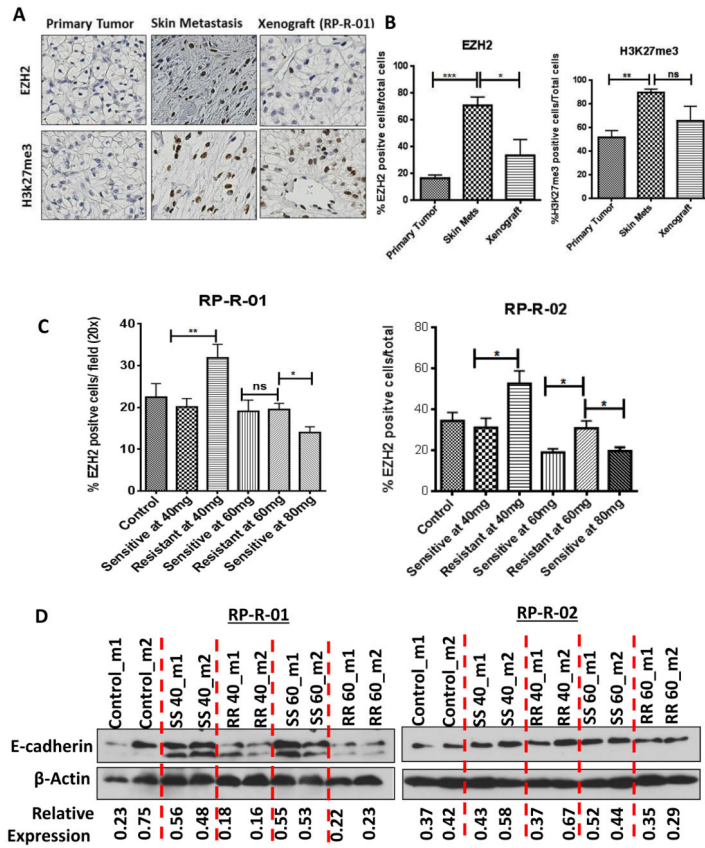 A
Primary Tumor
Skin Metastasis
Xenograft (RP-R-01)
EZH2
H3k27me3
B
EZH2
% EZH2 positve cells/total cells
100
80
60
40
20
0
***
*
Primary Tumor
Skin Mets
Xenograft
H3K27me3
%H3K27me3 positive cells/Total cells
100
80
60
40
20
0
**
ns
Primary Tumor
Skin Mets
Xenograft
C
RP-R-01
% EZH2 positve cells/ field (20x)
40
30
20
10
0
**
ns
*
Control
Sensitive at 40mg
Resistant at 40mg
Sensitive at 60mg
Resistant at 60mg
Sensitive at 80mg
RP-R-02
% EZH2 positve cells/total
80
60
40
20
0
*
*
*
Control
Sensitive at 40mg
Resistant at 40mg
Sensitive at 60mg
Resistant at 60mg
Sensitive at 80mg
D
RP-R-01
RP-R-02
Control_m1
Control_m2
SS 40_m1
SS 40_m2
RR 40_m1
RR 40_m2
SS 60_m1
SS 60_m2
RR 60_m1
RR 60_m2
Control_m1
Control_m2
SS 40_m1
SS 40_m2
RR 40_m1
RR 40_m2
SS 60_m1
SS 60_m2
RR 60_m1
RR 60_m2
E-cadherin
β-Actin
Relative
Expression
0.23
0.75
0.56
0.48
0.18
0.16
0.55
0.53
0.22
0.23
0.37
0.42
0.43
0.58
0.37
0.67
0.52
0.44
0.35
0.29